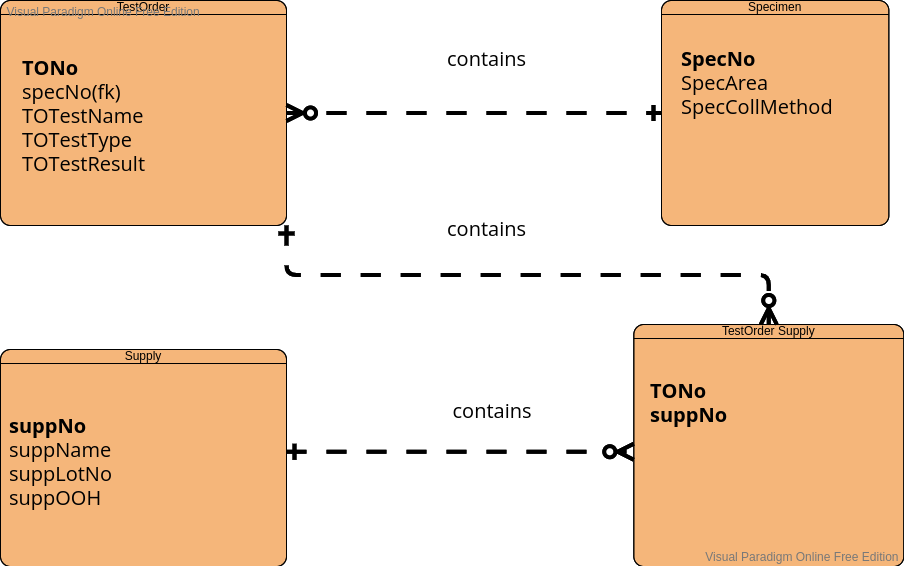 TestOrder
Visual Paradigm Online Free Edition
TONo
specNo(fk)
TOTestName
TOTestType
TOTestResult
contains
Specimen
SpecNo
SpecArea
SpecCollMethod
contains
Supply
suppNo
suppName
suppLotNo
suppOOH
contains
TestOrder Supply
TONo
suppNo
Visual Paradigm Online Free Edition